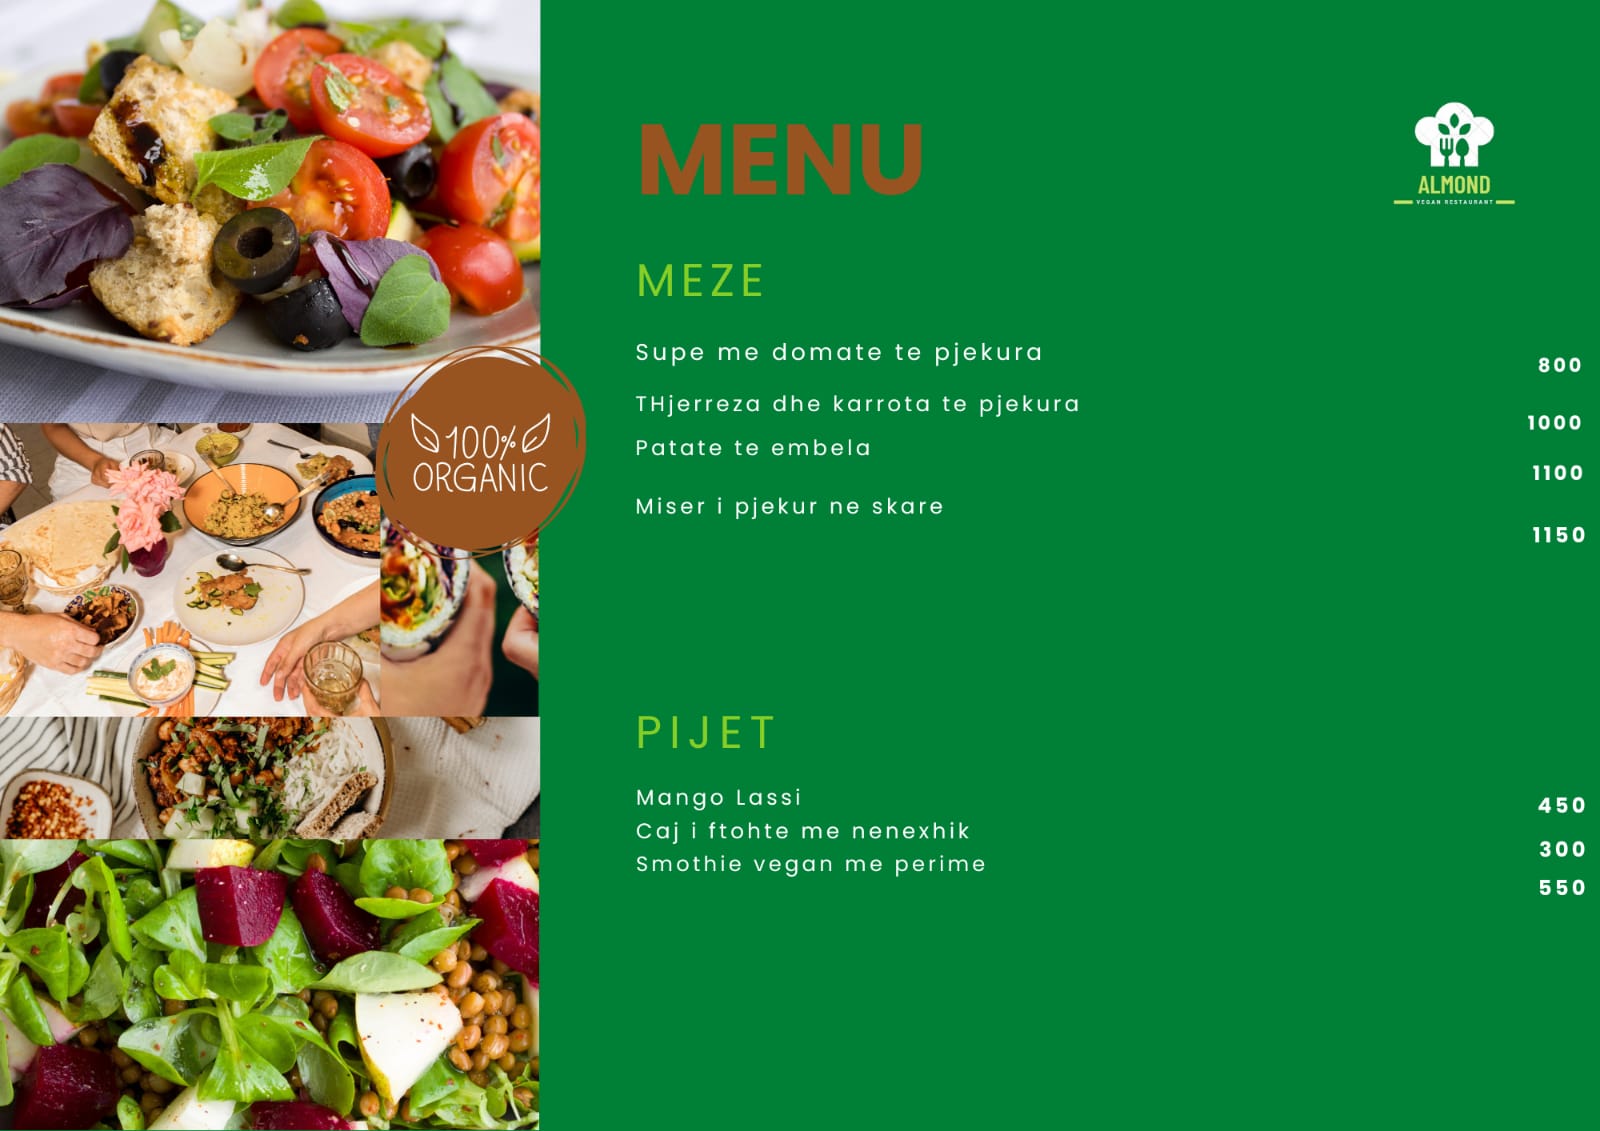 MENU
ALMOND
VEGAN RESTAURANT
MEZE
Supe me domate te pjekura 800
THjerreza dhe karrota te pjekura 1000
Patate te embela 1100
Miser i pjekur ne skare 1150
100%
ORGANIC
PIJET
Mango Lassi 450
Caj i ftohte me nenexhik 300
Smothie vegan me perime 550